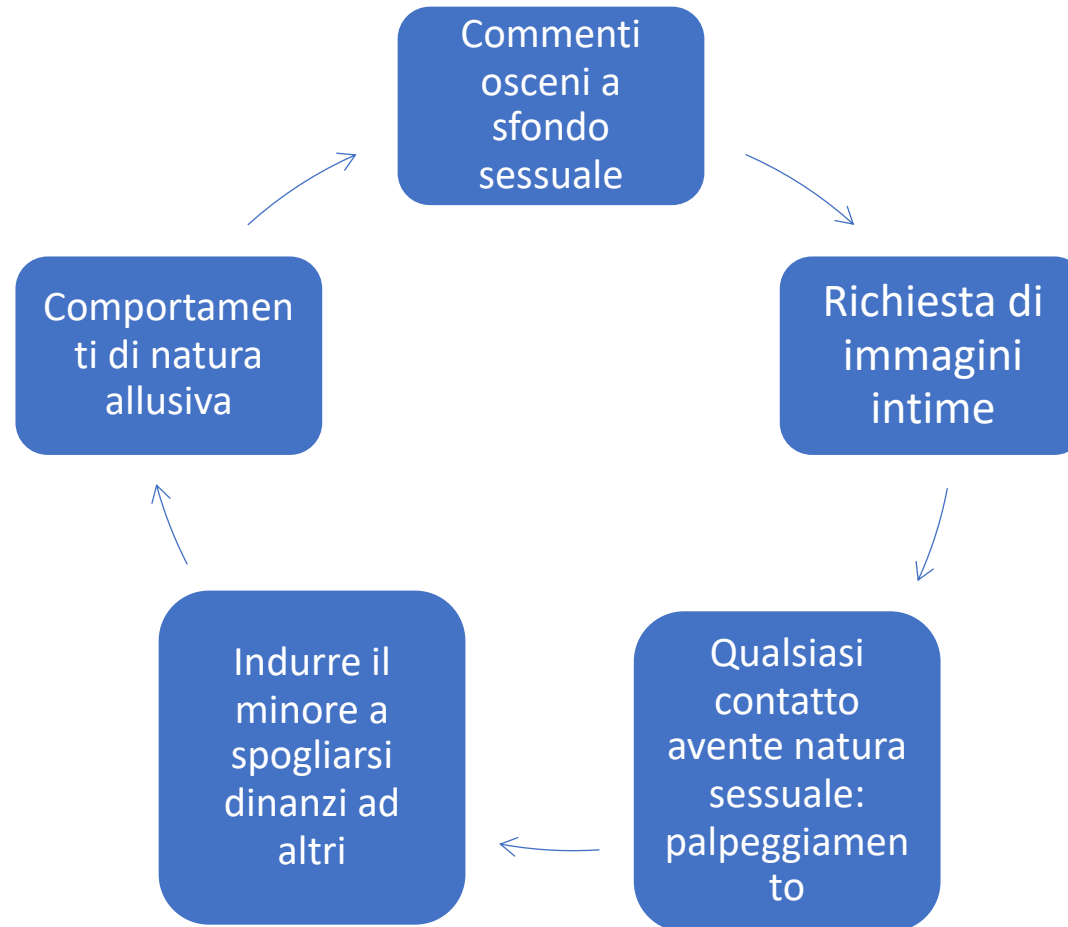 Commenti
osceni a
sfondo
sessuale
Richiesta di
immagini
intime
Qualsiasi
contatto
avente natura
sessuale:
palpeggiamen
to
Indurre il
minore a
spogliarsi
dinanzi ad
altri
Comportamen
ti di natura
allusiva